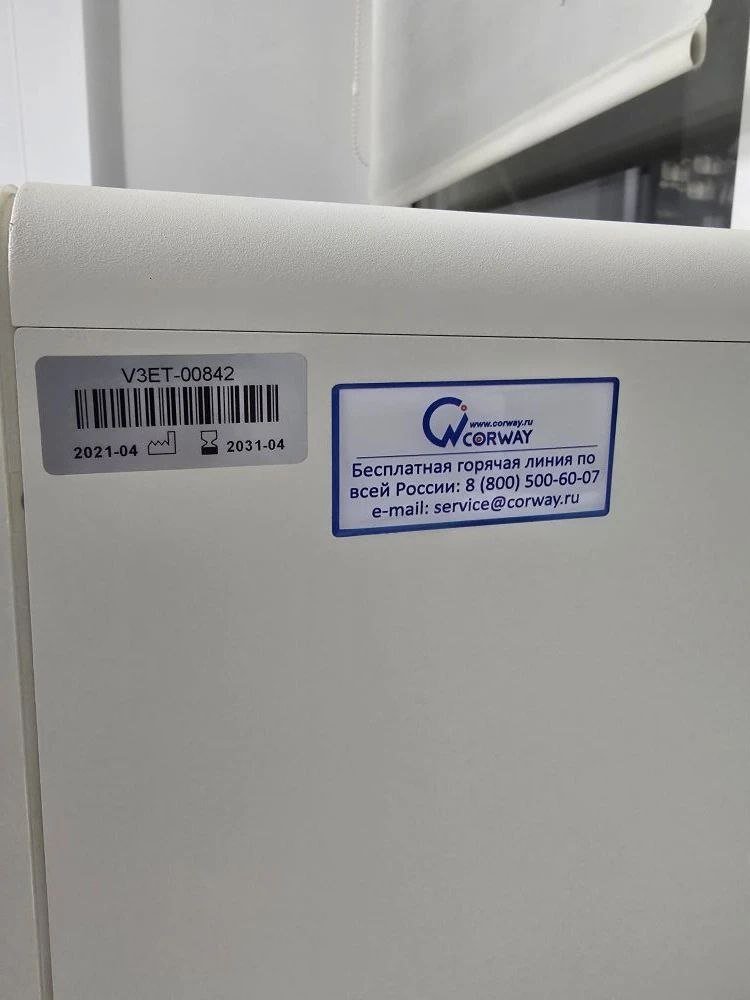 V3ET-00842
2021-04 2031-04
www.corway.ru
CORWAY
Бесплатная горячая линия по
всей России: 8 (800) 500-60-07
e-mail: service@corway.ru